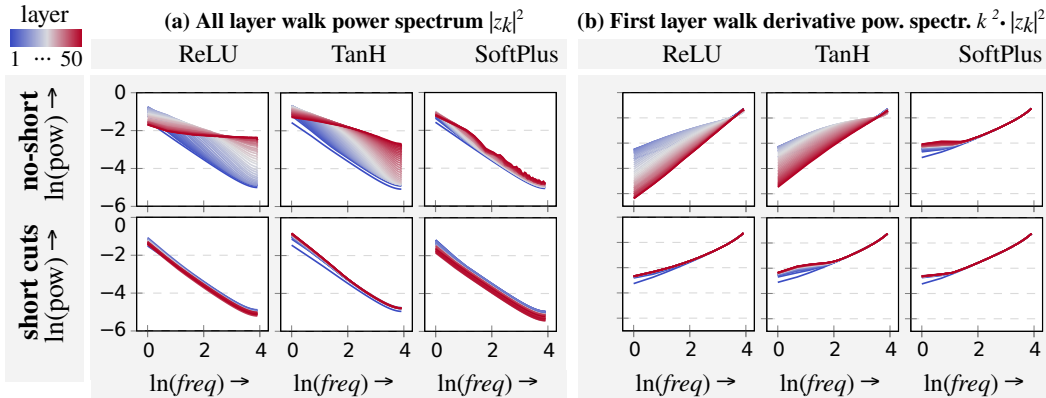 layer
1 ··· 50
(a) All layer walk power spectrum |zk|²
(b) First layer walk derivative pow. spectr. k²·|zk|²
ReLU TanH SoftPlus
ReLU TanH SoftPlus
no-short
ln(pow) →
0
−2
−4
−6
short cuts
ln(pow) →
0
−2
−4
−6
0 2 4 0 2 4 0 2 4
0 2 4 0 2 4 0 2 4
ln(freq) → ln(freq) → ln(freq) →
ln(freq) → ln(freq) → ln(freq) →